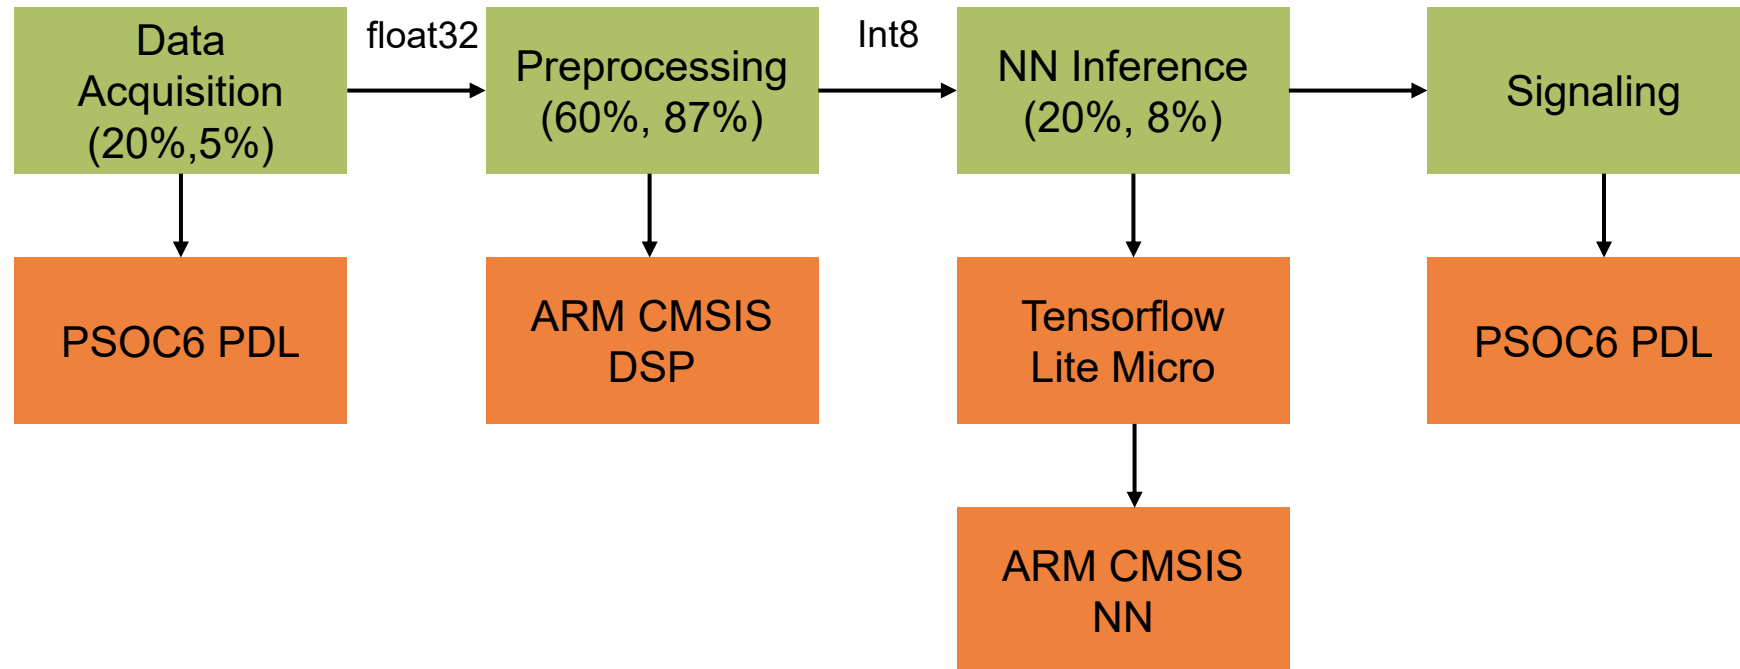 Data
Acquisition
(20%,5%)
float32
Preprocessing
(60%, 87%)
Int8
NN Inference
(20%, 8%)
Signaling
PSOC6 PDL
ARM CMSIS
DSP
Tensorflow
Lite Micro
PSOC6 PDL
ARM CMSIS
NN